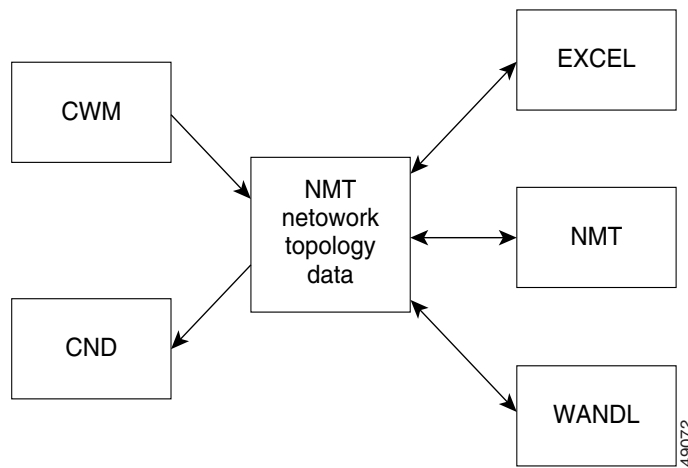 CWM
EXCEL
NMT
netowork
topology
data
NMT
CND
WANDL
49072